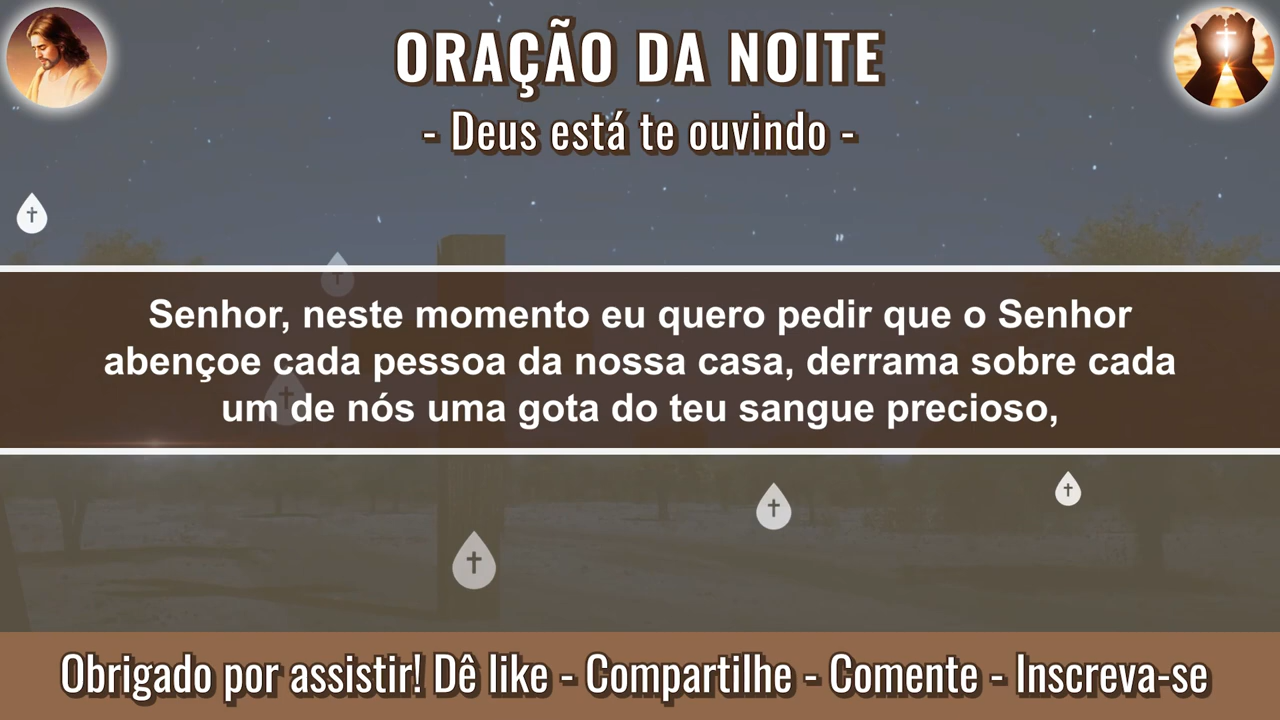 ORAÇÃO DA NOITE
- Deus está te ouvindo -
Senhor, neste momento eu quero pedir que o Senhor
abençoe cada pessoa da nossa casa, derrama sobre cada
um de nós uma gota do teu sangue precioso,
Obrigado por assistir! Dê like - Compartilhe - Comente - Inscreva-se